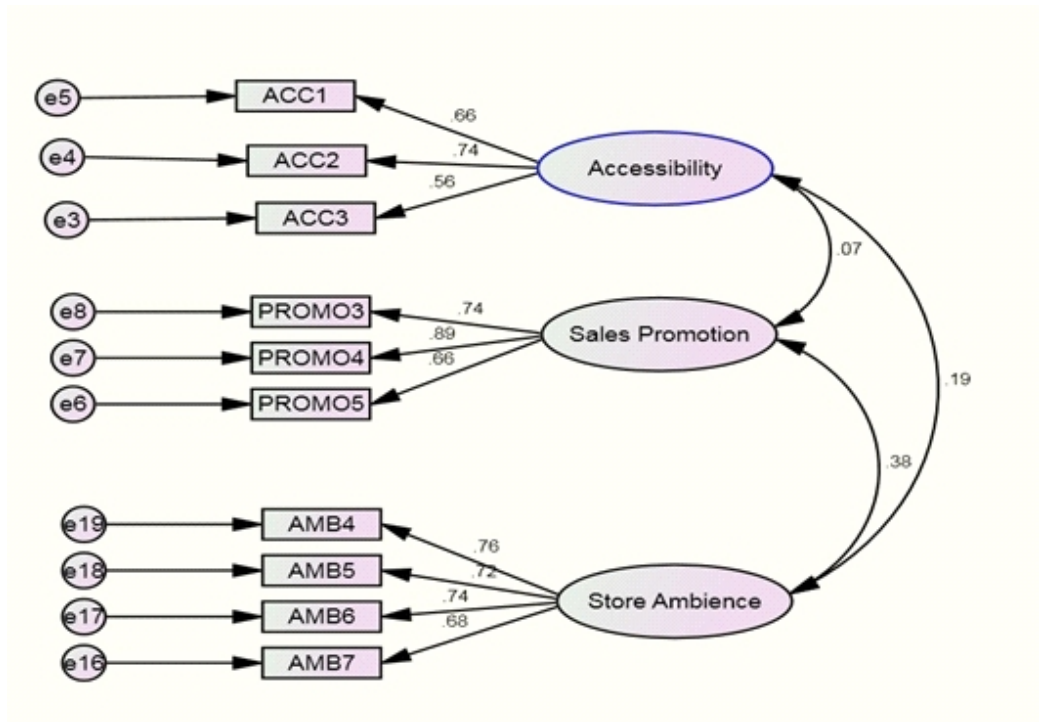 e5
ACC1
.66
e4
ACC2
.74
Accessibility
e3
ACC3
.56
.07
e8
PROMO3
.74
e7
PROMO4
.89
Sales Promotion
e6
PROMO5
.66
.19
.38
e19
AMB4
.76
e18
AMB5
.72
e17
AMB6
.74
Store Ambience
e16
AMB7
.68